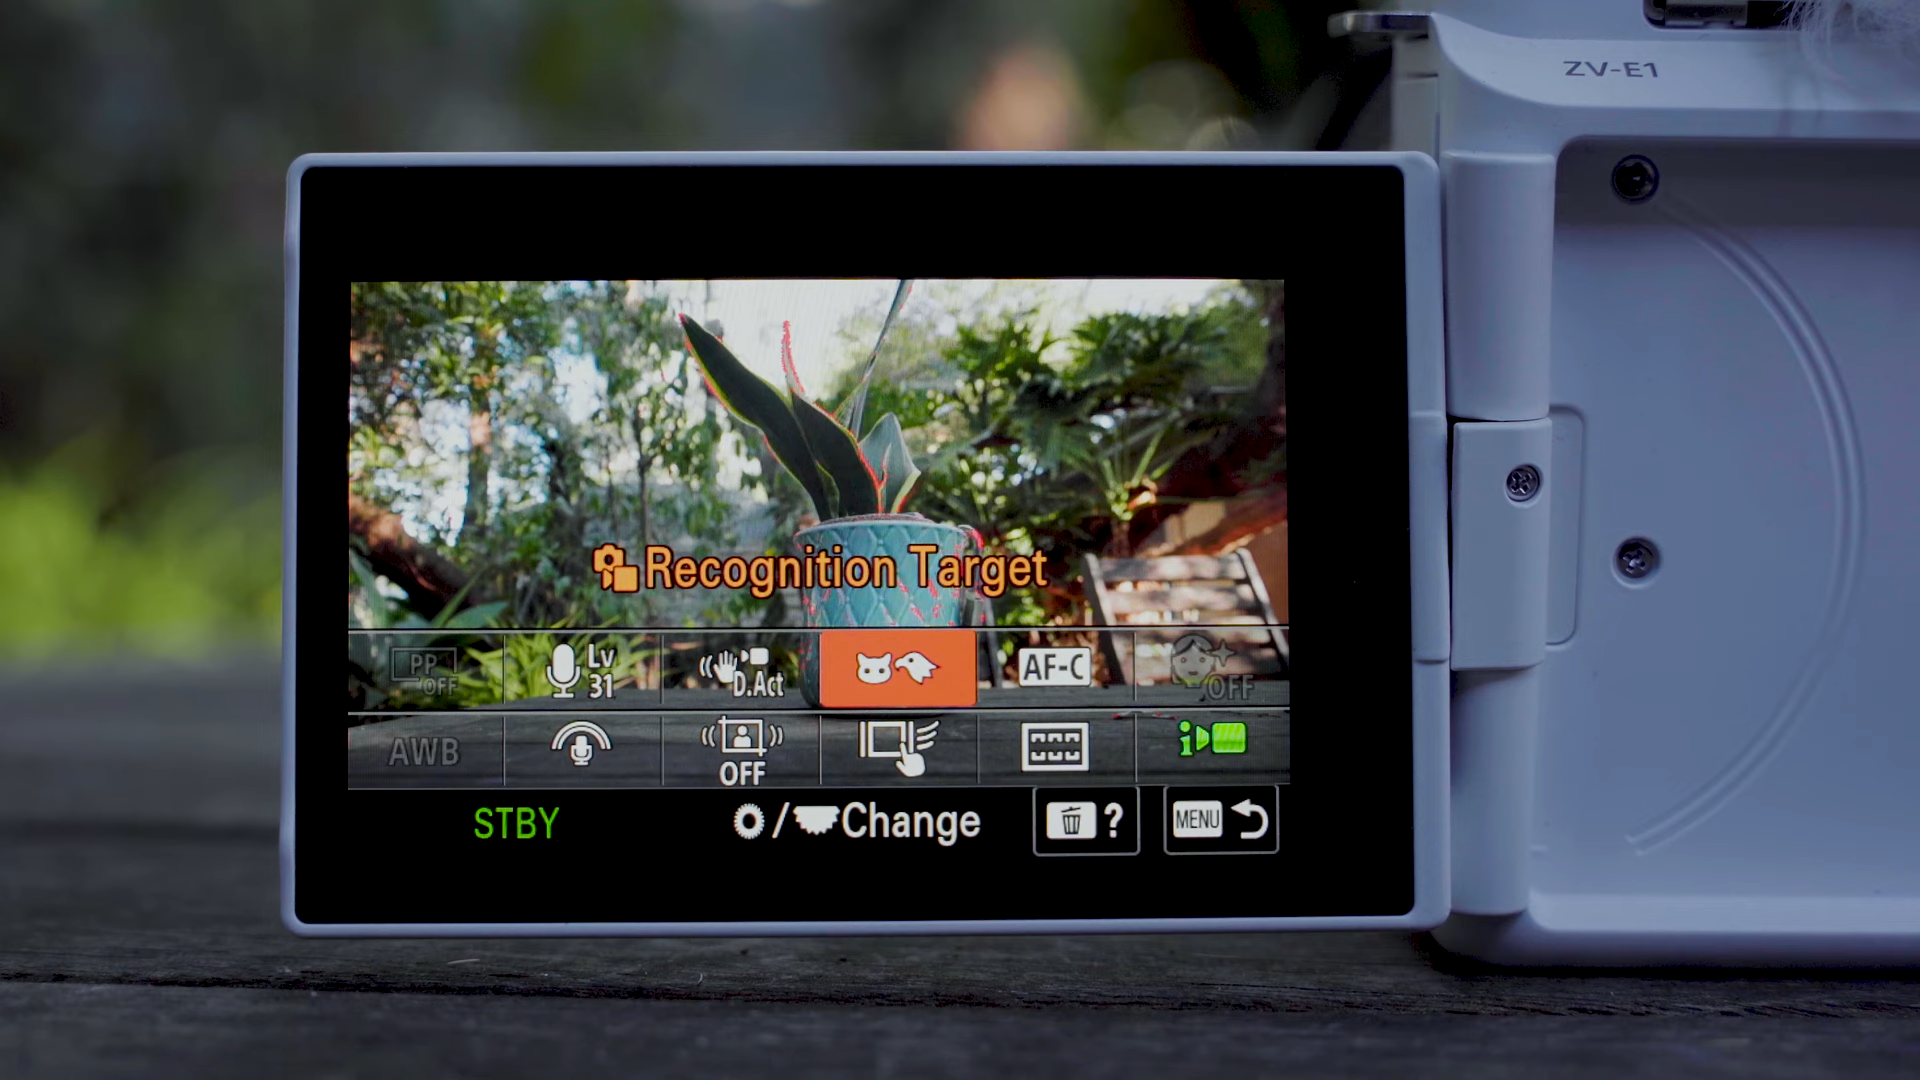 ZV-E1
Recognition Target
PP OFF
Lv 31
D.Act
AF-C
OFF
AWB
OFF
i
STBY
/ Change
?
MENU